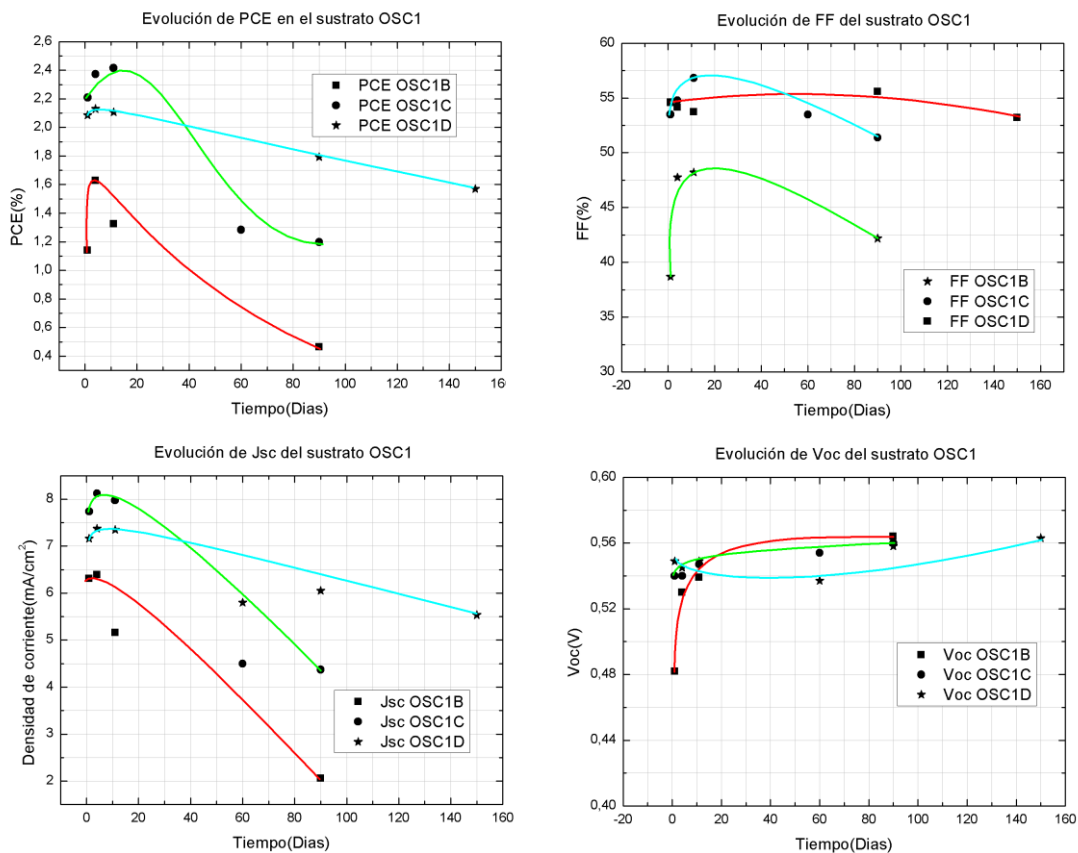 Evolución de PCE en el sustrato OSC1
2,6
2,4
2,2
2,0
1,8
1,6
1,4
1,2
1,0
0,8
0,6
0,4
PCE(%)
PCE OSC1B
PCE OSC1C
PCE OSC1D
0 20 40 60 80 100 120 140 16
Tiempo(Dias)
Evolución de FF del sustrato OSC1
60
55
50
45
40
35
30
FF(%)
FF OSC1B
FF OSC1C
FF OSC1D
-20 0 20 40 60 80 100 120 140 160
Tiempo(Dias)
Evolución de Jsc del sustrato OSC1
8
7
6
5
4
3
2
Densidad de corriente(mA/cm²)
Jsc OSC1B
Jsc OSC1C
Jsc OSC1D
0 20 40 60 80 100 120 140 160
Tiempo(Dias)
Evolución de Voc del sustrato OSC1
0,60
0,56
0,52
0,48
0,44
0,40
Voc(V)
Voc OSC1B
Voc OSC1C
Voc OSC1D
-20 0 20 40 60 80 100 120 140 160
Tiempo(Dias)